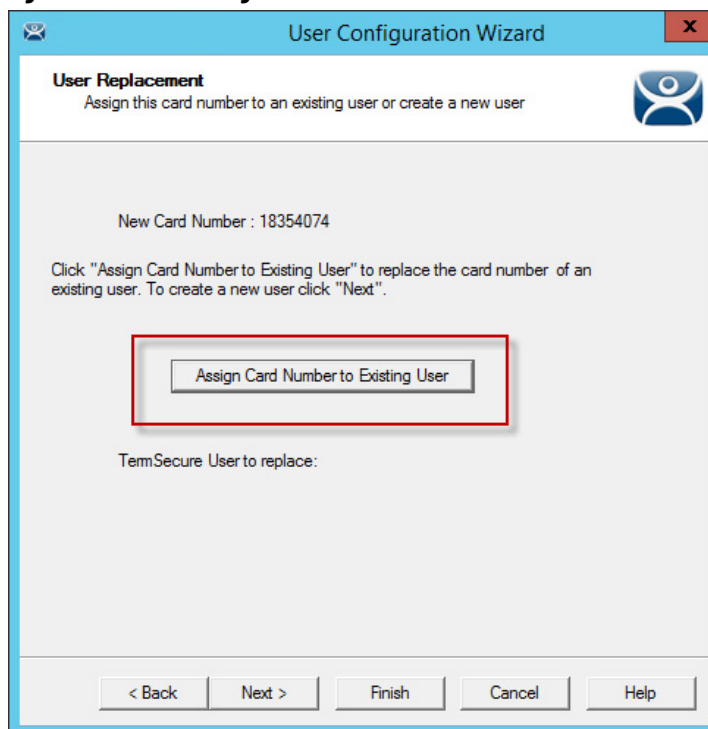 User Configuration Wizard
x
User Replacement
Assign this card number to an existing user or create a new user
New Card Number : 18354074
Click "Assign Card Number to Existing User" to replace the card number of an
existing user. To create a new user click "Next".
Assign Card Number to Existing User
TermSecure User to replace:
< Back Next > Finish Cancel Help